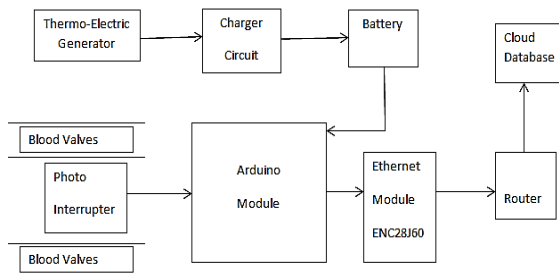 Thermo-Electric
Generator
Charger
Circuit
Battery
Cloud
Database
Blood Valves
Photo
Interrupter
Blood Valves
Arduino
Module
Ethernet
Module
ENC28J60
Router